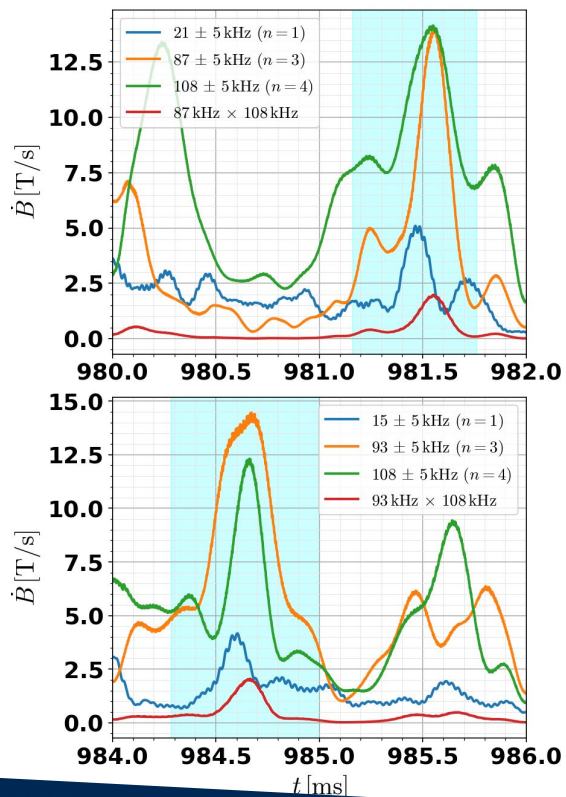 Ḃ [T/s]
12.5
10.0
7.5
5.0
2.5
0.0
21 ± 5 kHz (n = 1)
87 ± 5 kHz (n = 3)
108 ± 5 kHz (n = 4)
87 kHz × 108 kHz
980.0 980.5 981.0 981.5 982.0
Ḃ [T/s]
15.0
12.5
10.0
7.5
5.0
2.5
0.0
15 ± 5 kHz (n = 1)
93 ± 5 kHz (n = 3)
108 ± 5 kHz (n = 4)
93 kHz × 108 kHz
984.0 984.5 985.0 985.5 986.0
t [ms]